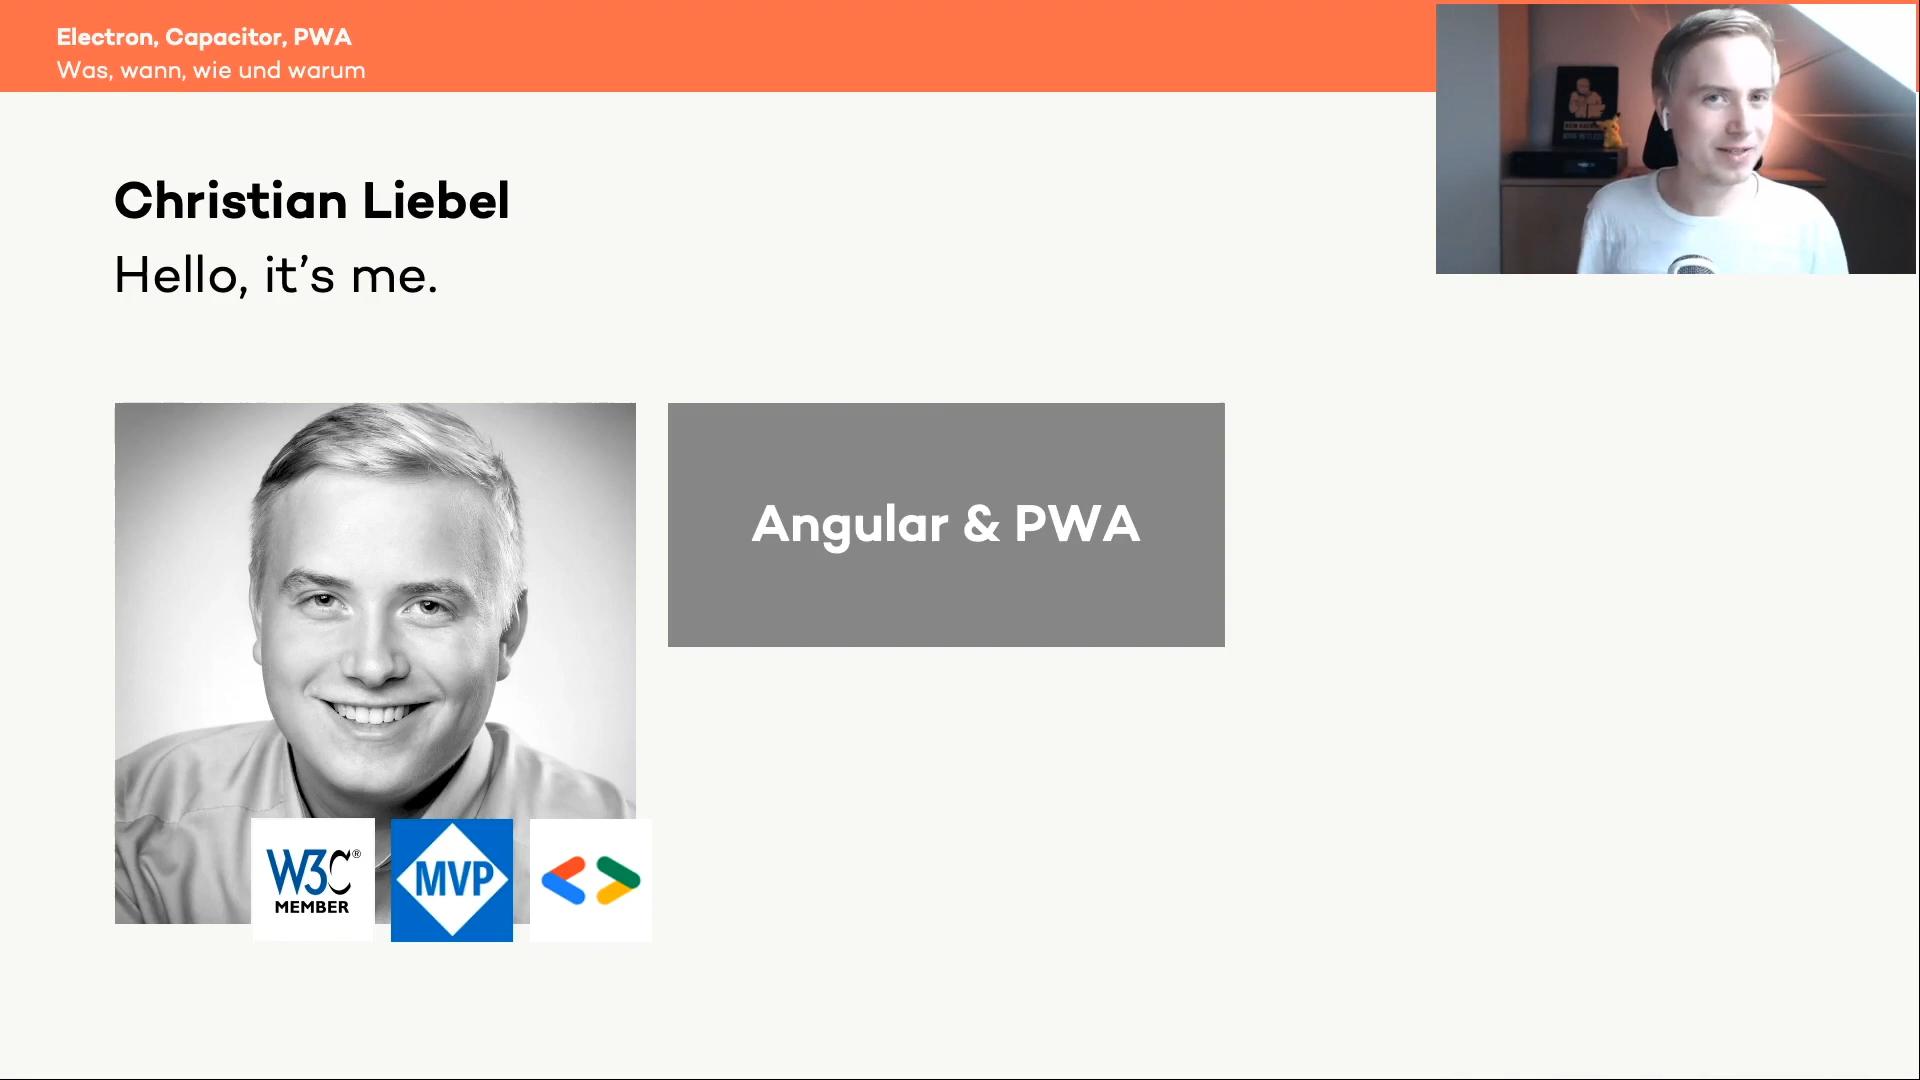 Electron, Capacitor, PWA
Was, wann, wie und warum
Christian Liebel
Hello, it's me.
Angular & PWA
W3C®
MEMBER
MVP